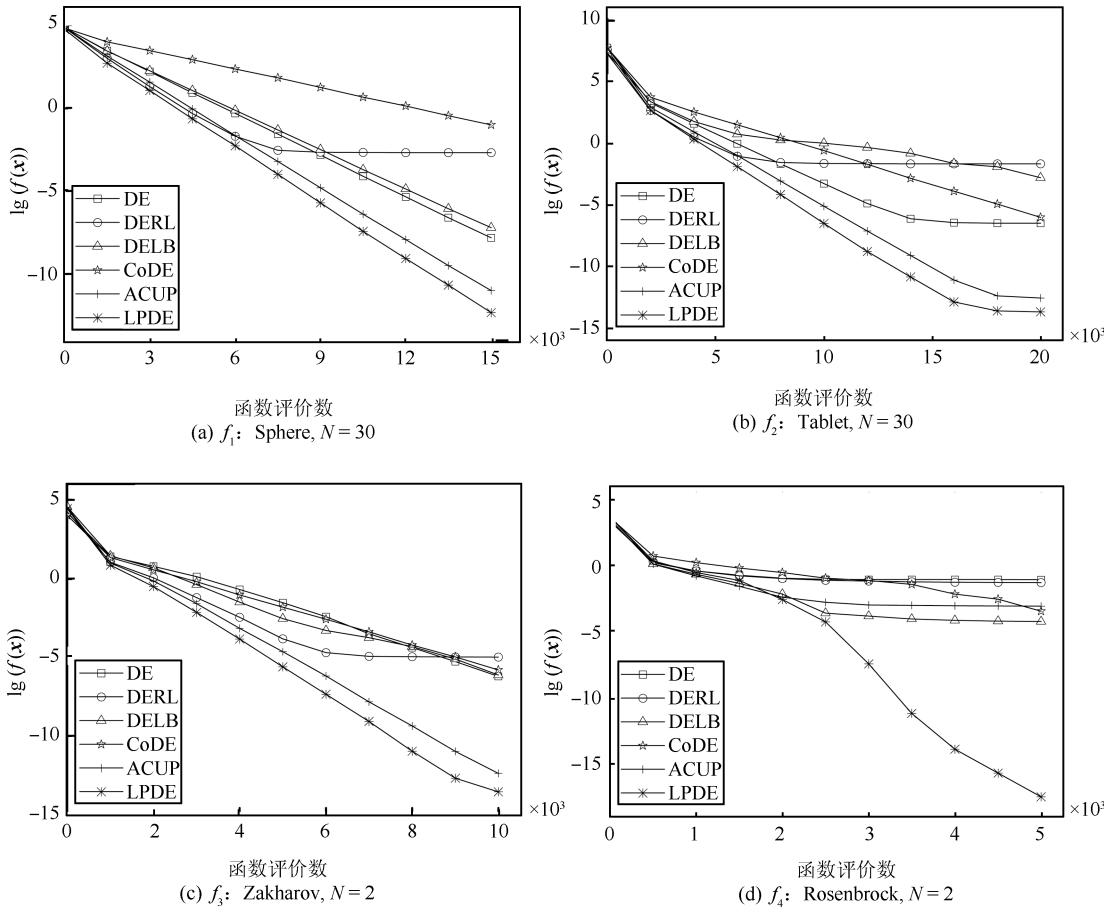 5
0
−5
−10
lg (f (x))
DE
DERL
DELB
CoDE
ACUP
LPDE
0 3 6 9 12 15
×10³
函数评价数
(a) f₁: Sphere, N = 30
10
5
0
−5
−10
−15
lg (f (x))
DE
DERL
DELB
CoDE
ACUP
LPDE
0 5 10 15 20
×10³
函数评价数
(b) f₂: Tablet, N = 30
5
0
−5
−10
−15
lg (f (x))
DE
DERL
DELB
CoDE
ACUP
LPDE
0 2 4 6 8 10
×10³
函数评价数
(c) f₃: Zakharov, N = 2
5
0
−5
−10
−15
lg (f (x))
DE
DERL
DELB
CoDE
ACUP
LPDE
0 1 2 3 4 5
×10³
函数评价数
(d) f₄: Rosenbrock, N = 2